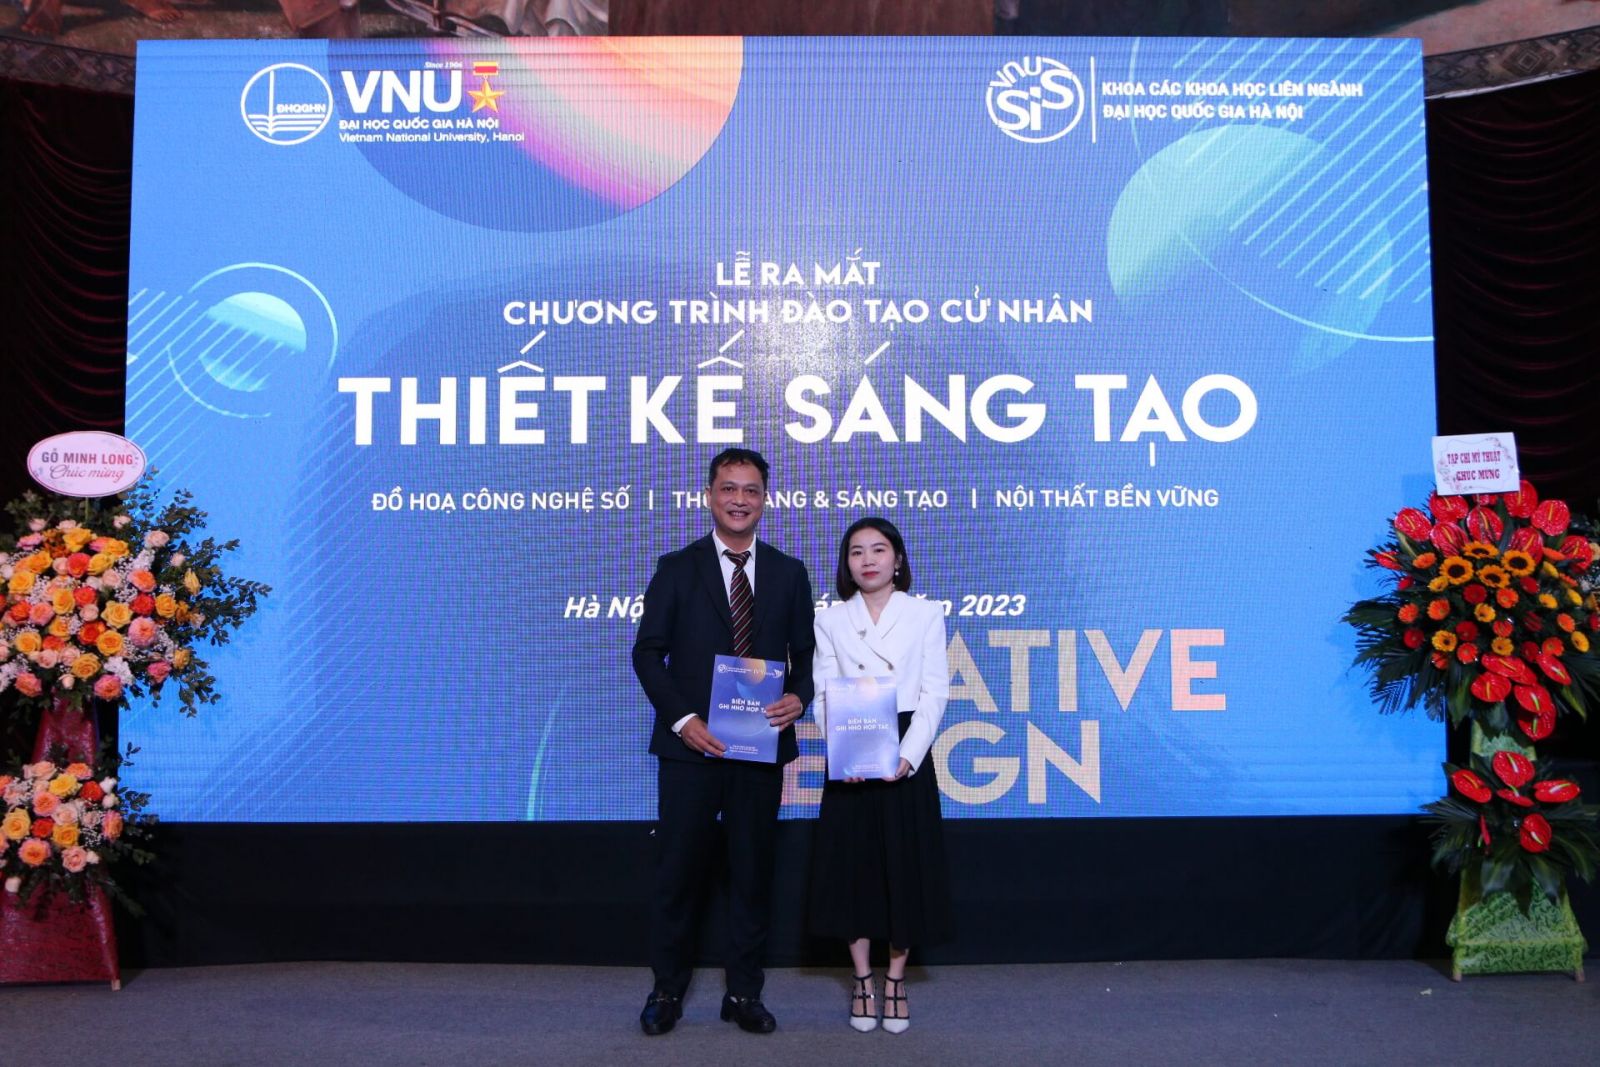 Since 1906
VNU
ĐHQGHN
ĐẠI HỌC QUỐC GIA HÀ NỘI
Vietnam National University, Hanoi
VNU
SiS
KHOA CÁC KHOA HỌC LIÊN NGÀNH
ĐẠI HỌC QUỐC GIA HÀ NỘI
LỄ RA MẮT
CHƯƠNG TRÌNH ĐÀO TẠO CỬ NHÂN
THIẾT KẾ SÁNG TẠO
ĐỒ HOẠ CÔNG NGHỆ SỐ | & SÁNG TẠO | NỘI THẤT BỀN VỮNG
Hà 2023
ATIVE
GN
GỖ MINH LONG
Chúc mừng
TẠP CHÍ MỸ THUẬT
CHÚC MỪNG
BIÊN BẢN
GHI NHỚ HỢP
BIÊN BẢN
GHI NHỚ HỢP TÁC